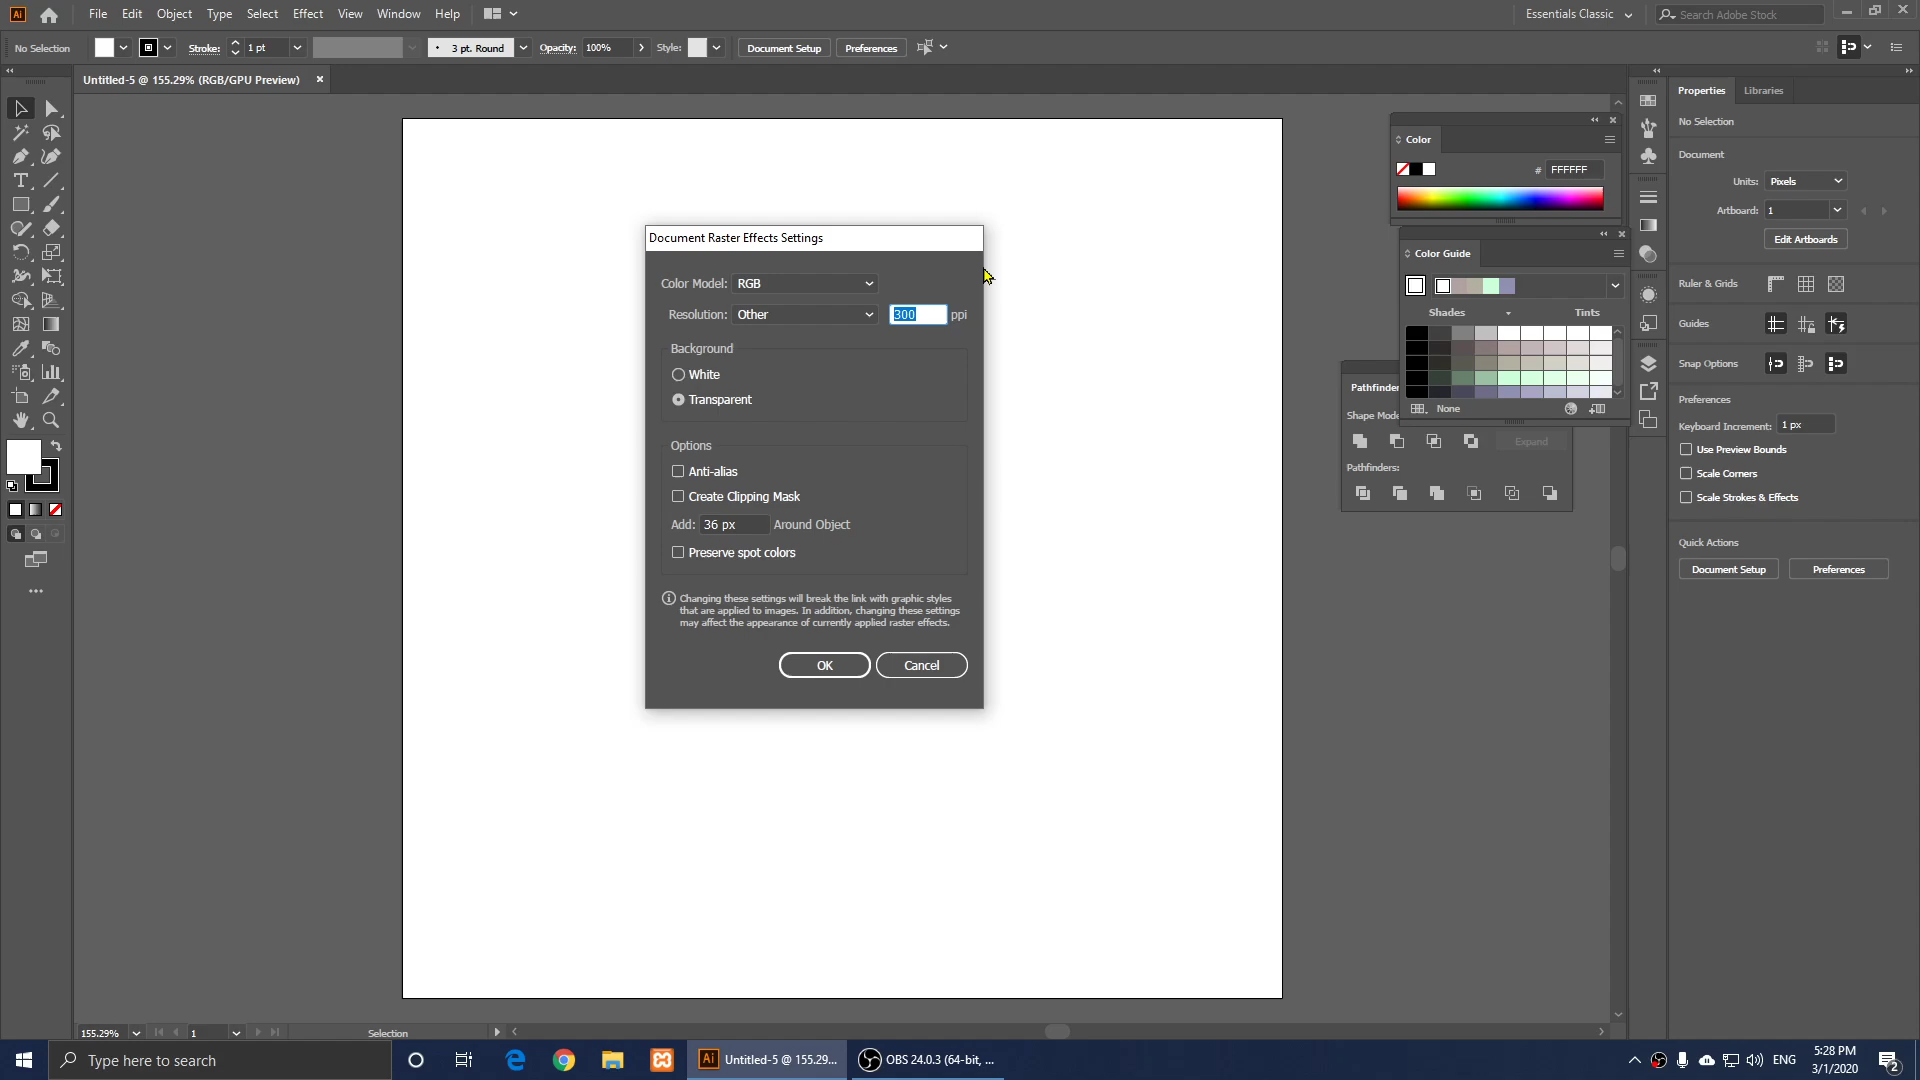 Ai
File Edit Object Type Select Effect View Window Help
Essentials Classic
Search Adobe Stock
No Selection
Stroke: 1 pt
3 pt. Round
Opacity: 100%
Style:
Document Setup
Preferences
Untitled-5 @ 155.29% (RGB/GPU Preview)
Document Raster Effects Settings
Color Model: RGB
Resolution: Other 300 ppi
Background
White
Transparent
Options
Anti-alias
Create Clipping Mask
Add: 36 px Around Object
Preserve spot colors
Changing these settings will break the link with graphic styles
that are applied to images. In addition, changing these settings
may affect the appearance of currently applied raster effects.
OK
Cancel
Color
# FFFFFF
Color Guide
Shades
Tints
None
Pathfinder
Shape Mode
Expand
Pathfinders:
Properties
Libraries
No Selection
Document
Units: Pixels
Artboard: 1
Edit Artboards
Ruler & Grids
Guides
Snap Options
Preferences
Keyboard Increment: 1 px
Use Preview Bounds
Scale Corners
Scale Strokes & Effects
Quick Actions
Document Setup
Preferences
155.29%
1
Selection
Type here to search
Ai
Untitled-5 @ 155.29...
OBS 24.0.3 (64-bit, ...
ENG
5:28 PM
3/1/2020
2